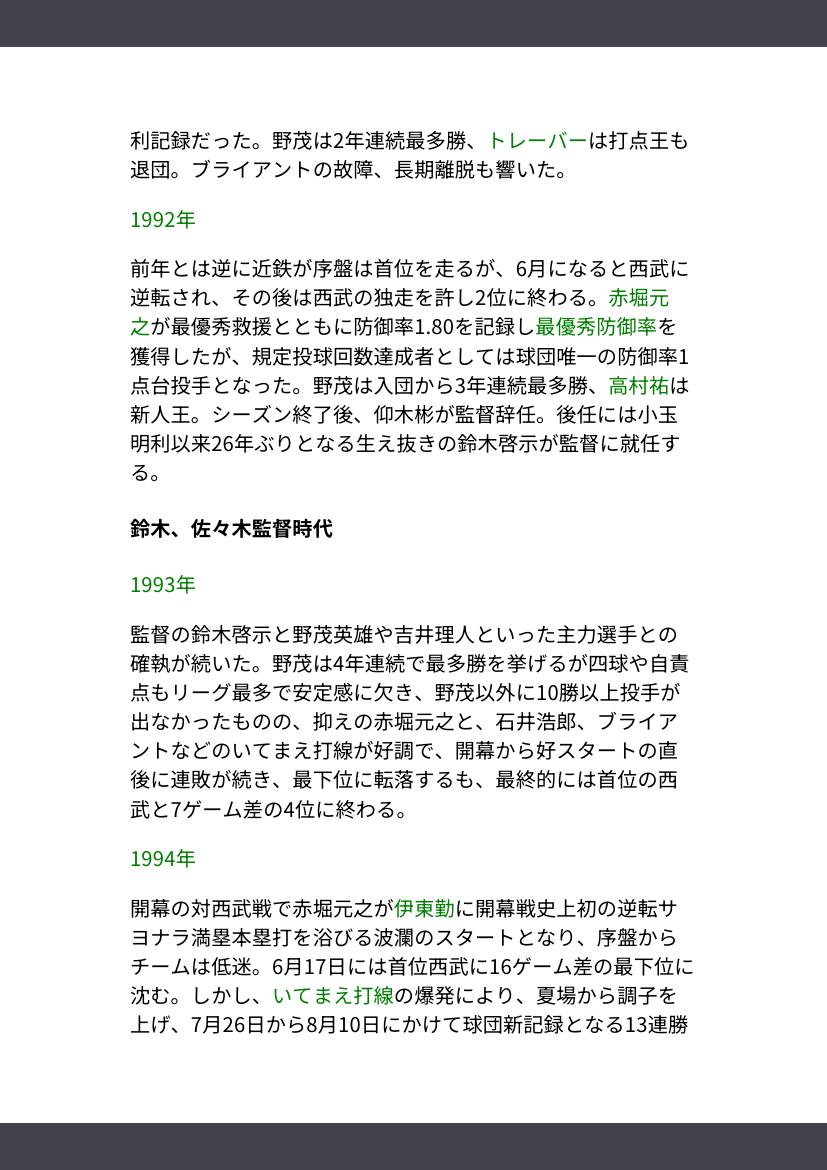 利記録だった。野茂は2年連続最多勝、トレーバーは打点王も
退団。ブライアントの故障、長期離脱も響いた。
1992年
前年とは逆に近鉄が序盤は首位を走るが、6月になると西武に
逆転され、その後は西武の独走を許し2位に終わる。赤堀元
之が最優秀救援とともに防御率1.80を記録し最優秀防御率を
獲得したが、規定投球回数達成者としては球団唯一の防御率1
点台投手となった。野茂は入団から3年連続最多勝、高村祐は
新人王。シーズン終了後、仰木彬が監督辞任。後任には小玉
明利以来26年ぶりとなる生え抜きの鈴木啓示が監督に就任す
る。
鈴木、佐々木監督時代
1993年
監督の鈴木啓示と野茂英雄や吉井理人といった主力選手との
確執が続いた。野茂は4年連続で最多勝を挙げるが四球や自責
点もリーグ最多で安定感に欠き、野茂以外に10勝以上投手が
出なかったものの、抑えの赤堀元之と、石井浩郎、ブライア
ントなどのいてまえ打線が好調で、開幕から好スタートの直
後に連敗が続き、最下位に転落するも、最終的には首位の西
武と7ゲーム差の4位に終わる。
1994年
開幕の対西武戦で赤堀元之が伊東勤に開幕戦史上初の逆転サ
ヨナラ満塁本塁打を浴びる波瀾のスタートとなり、序盤から
チームは低迷。6月17日には首位西武に16ゲーム差の最下位に
沈む。しかし、いてまえ打線の爆発により、夏場から調子を
上げ、7月26日から8月10日にかけて球団新記録となる13連勝